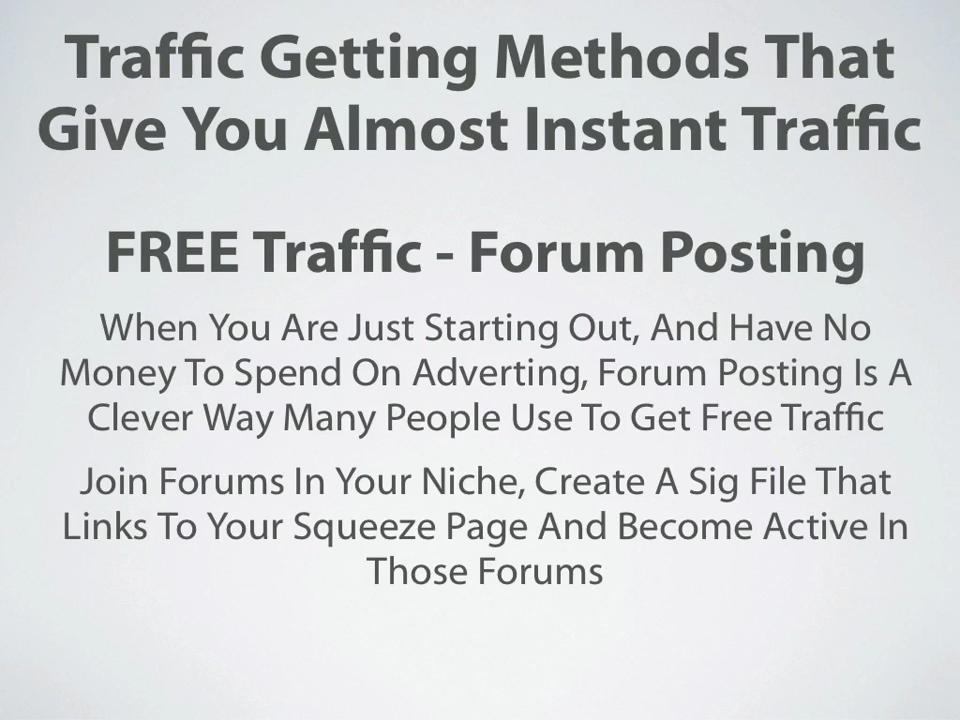 Traffic Getting Methods That
Give You Almost Instant Traffic
FREE Traffic - Forum Posting
When You Are Just Starting Out, And Have No
Money To Spend On Adverting, Forum Posting Is A
Clever Way Many People Use To Get Free Traffic
Join Forums In Your Niche, Create A Sig File That
Links To Your Squeeze Page And Become Active In
Those Forums